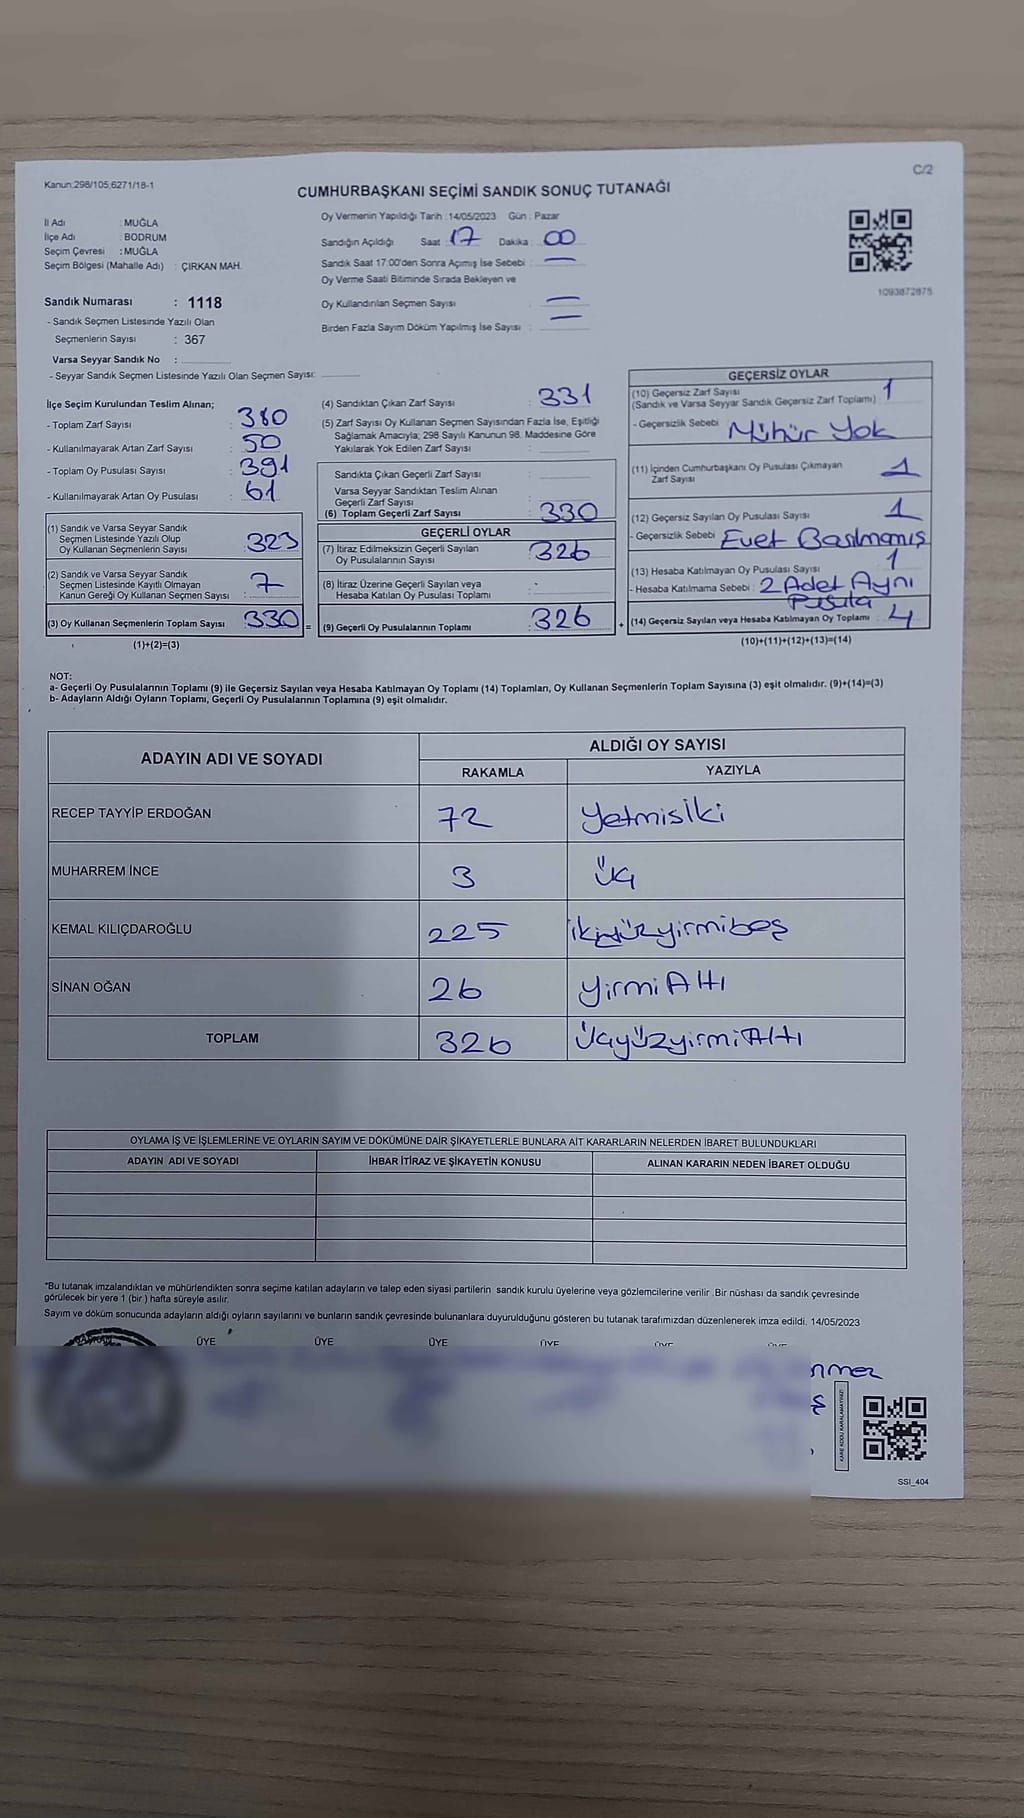 Kanun:298/105,6271/18-1
C/2
CUMHURBAŞKANI SEÇİMİ SANDIK SONUÇ TUTANAĞI
İl Adı : MUĞLA
İlçe Adı : BODRUM
Seçim Çevresi : MUĞLA
Seçim Bölgesi (Mahalle Adı) : ÇIRKAN MAH.
Oy Vermenin Yapıldığı Tarih : 14/05/2023 Gün : Pazar
Sandığın Açıldığı Saat : 17 Dakika : 00
Sandık Saat 17:00'den Sonra Açımış İse Sebebi : —
Oy Verme Saati Bitiminde Sırada Bekleyen ve
Oy Kullandırılan Seçmen Sayısı : —
Birden Fazla Sayım Döküm Yapılmış İse Sayısı : —
1093872875
Sandık Numarası : 1118
- Sandık Seçmen Listesinde Yazılı Olan
Seçmenlerin Sayısı : 367
Varsa Seyyar Sandık No :
- Seyyar Sandık Seçmen Listesinde Yazılı Olan Seçmen Sayısı:
İlçe Seçim Kurulundan Teslim Alınan;
- Toplam Zarf Sayısı : 380
- Kullanılmayarak Artan Zarf Sayısı : 50
- Toplam Oy Pusulası Sayısı : 391
- Kullanılmayarak Artan Oy Pusulası : 61
(1) Sandık ve Varsa Seyyar Sandık
Seçmen Listesinde Yazılı Olup
Oy Kullanan Seçmenlerin Sayısı : 323
(2) Sandık ve Varsa Seyyar Sandık
Seçmen Listesinde Kayıtlı Olmayan
Kanun Gereği Oy Kullanan Seçmen Sayısı : 7
(3) Oy Kullanan Seçmenlerin Toplam Sayısı : 330 =
(1)+(2)=(3)
(4) Sandıktan Çıkan Zarf Sayısı : 331
(5) Zarf Sayısı Oy Kullanan Seçmen Sayısından Fazla İse, Eşitliği
Sağlamak Amacıyla; 298 Sayılı Kanunun 98. Maddesine Göre
Yakılarak Yok Edilen Zarf Sayısı :
Sandıkta Çıkan Geçerli Zarf Sayısı :
Varsa Seyyar Sandıktan Teslim Alınan
Geçerli Zarf Sayısı :
(6) Toplam Geçerli Zarf Sayısı : 330
GEÇERLİ OYLAR
(7) İtiraz Edilmeksizin Geçerli Sayılan
Oy Pusulalarının Sayısı : 326
(8) İtiraz Üzerine Geçerli Sayılan veya
Hesaba Katılan Oy Pusulası Toplamı : -
(9) Geçerli Oy Pusulalarının Toplamı : 326 +
GEÇERSİZ OYLAR
(10) Geçersiz Zarf Sayısı
(Sandık ve Varsa Seyyar Sandık Geçersiz Zarf Toplamı) : 1
- Geçersizlik Sebebi : Mühür Yok
(11) İçinden Cumhurbaşkanı Oy Pusulası Çıkmayan
Zarf Sayısı : 1
(12) Geçersiz Sayılan Oy Pusulası Sayısı : 1
- Geçersizlik Sebebi : Evet Basılmamış
(13) Hesaba Katılmayan Oy Pusulası Sayısı : 1
- Hesaba Katılmama Sebebi : 2 Adet Aynı
Pusula
(14) Geçersiz Sayılan veya Hesaba Katılmayan Oy Toplamı : 4
(10)+(11)+(12)+(13)=(14)
NOT:
a- Geçerli Oy Pusulalarının Toplamı (9) ile Geçersiz Sayılan veya Hesaba Katılmayan Oy Toplamı (14) Toplamları, Oy Kullanan Seçmenlerin Toplam Sayısına (3) eşit olmalıdır. (9)+(14)=(3)
b- Adayların Aldığı Oyların Toplamı, Geçerli Oy Pusulalarının Toplamına (9) eşit olmalıdır.
ADAYIN ADI VE SOYADI
ALDIĞI OY SAYISI
RAKAMLA YAZIYLA
RECEP TAYYİP ERDOĞAN 72 Yetmisiki
MUHARREM İNCE 3 Üç
KEMAL KILIÇDAROĞLU 225 ikiyüzyirmibeş
SİNAN OĞAN 26 YirmiAltı
TOPLAM 326 ÜçyüzyirmiAltı
OYLAMA İŞ VE İŞLEMLERİNE VE OYLARIN SAYIM VE DÖKÜMÜNE DAİR ŞİKAYETLERLE BUNLARA AİT KARARLARIN NELERDEN İBARET BULUNDUKLARI
ADAYIN ADI VE SOYADI İHBAR İTİRAZ VE ŞİKAYETİN KONUSU ALINAN KARARIN NEDEN İBARET OLDUĞU
*Bu tutanak imzalandıktan ve mühürlendikten sonra seçime katılan adayların ve talep eden siyasi partilerin sandık kurulu üyelerine veya gözlemcilerine verilir .Bir nüshası da sandık çevresinde
görülecek bir yere 1 (bir ) hafta süreyle asılır.
Sayım ve döküm sonucunda adayların aldığı oyların sayılarını ve bunların sandık çevresinde bulunanlara duyurulduğunu gösteren bu tutanak tarafımızdan düzenlenerek imza edildi. 14/05/2023
ÜYE ÜYE ÜYE ÜYE ÜYE
KARE KODU KARALAMAYINIZ!
SSI_404